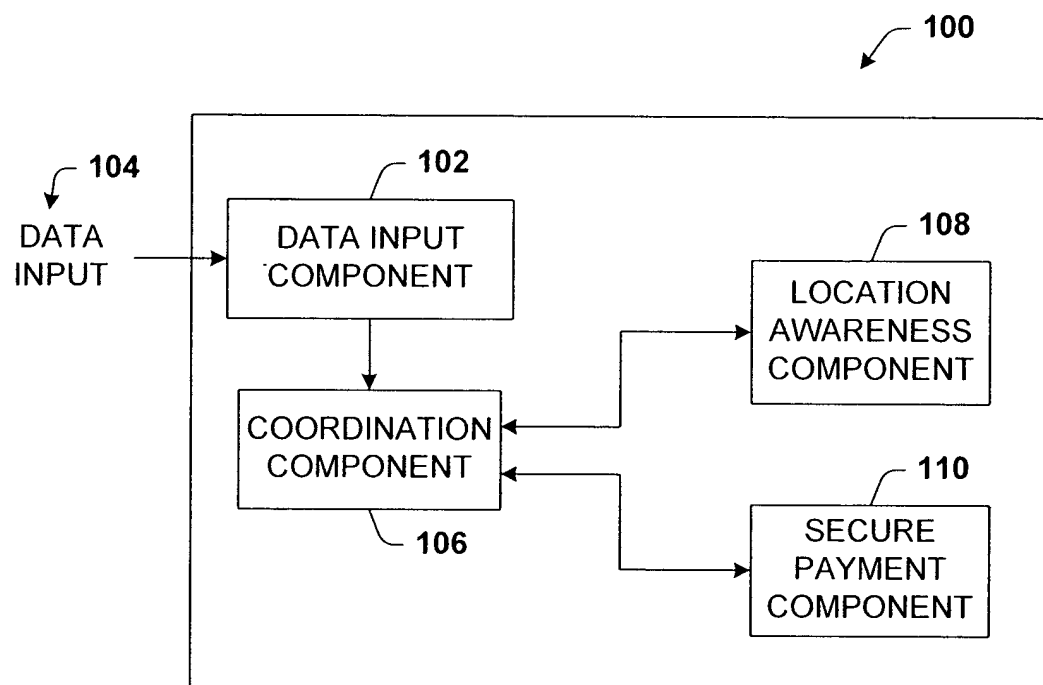 100
104
DATA
INPUT
102
DATA INPUT
COMPONENT
108
LOCATION
AWARENESS
COMPONENT
COORDINATION
COMPONENT
106
110
SECURE
PAYMENT
COMPONENT